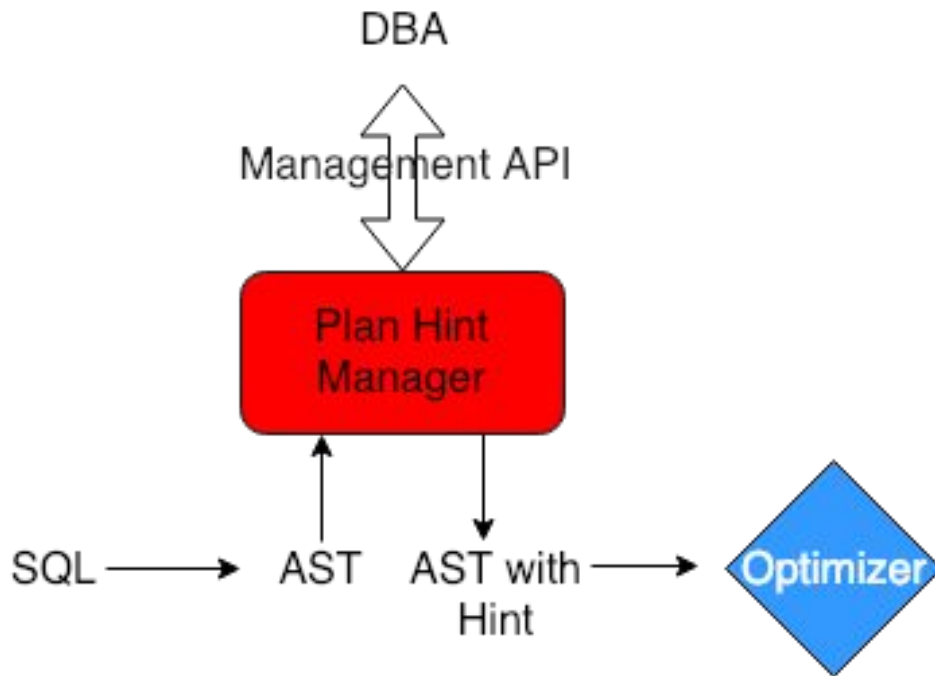 DBA
Management API
Plan Hint
Manager
SQL
AST
AST with
Hint
Optimizer